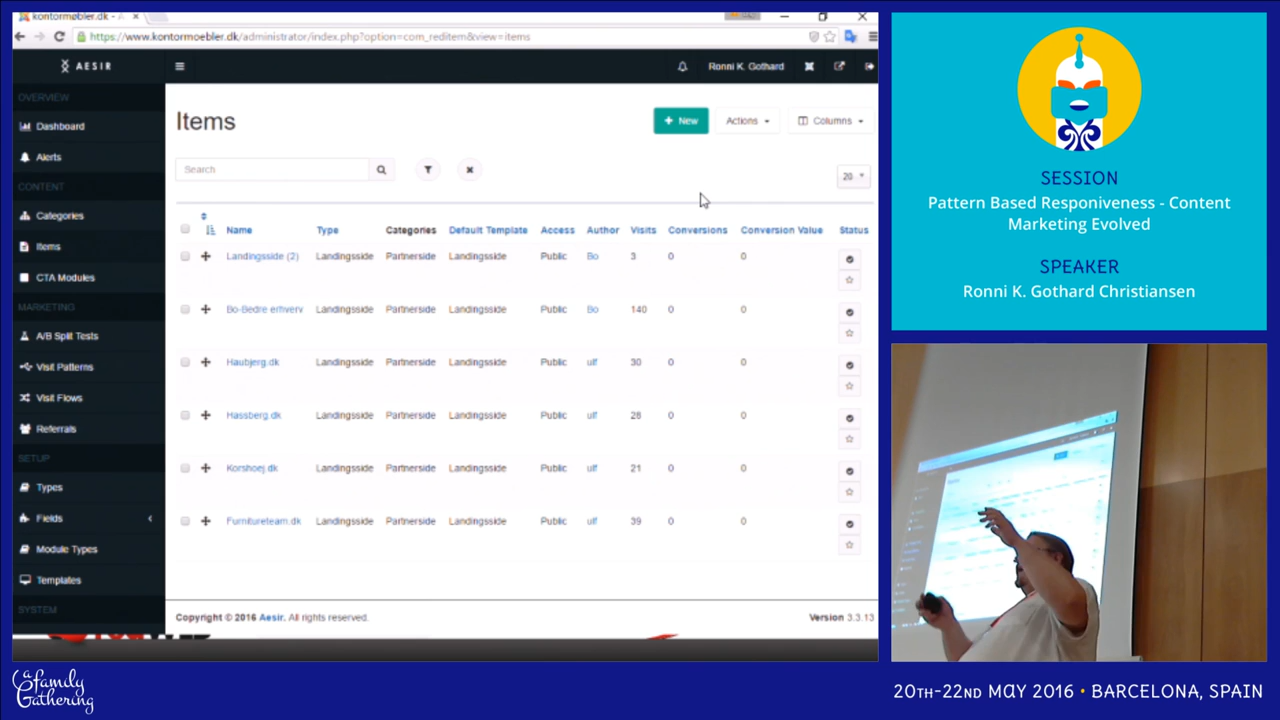 kontormøbler.dk - A
https://www.kontormoebler.dk/administrator/index.php?option=com_reditem&view=items
AESIR
Ronni K. Gothard
OVERVIEW
Dashboard
Alerts
CONTENT
Categories
Items
CTA Modules
MARKETING
A/B Split Tests
Visit Patterns
Visit Flows
Referrals
SETUP
Types
Fields
Module Types
Templates
SYSTEM
Items
+ New
Actions
Columns
Search
20
Name Type Categories Default Template Access Author Visits Conversions Conversion Value Status
Landingsside (2) Landingsside Partnerside Landingsside Public Bo 3 0 0
Bo-Bedre erhverv Landingsside Partnerside Landingsside Public Bo 140 0 0
Haubjerg.dk Landingsside Partnerside Landingsside Public ulf 30 0 0
Hassberg.dk Landingsside Partnerside Landingsside Public ulf 28 0 0
Korshoej.dk Landingsside Partnerside Landingsside Public ulf 21 0 0
Furnitureteam.dk Landingsside Partnerside Landingsside Public ulf 39 0 0
Copyright © 2016 Aesir. All rights reserved.
Version 3.3.13
SESSION
Pattern Based Responiveness - Content
Marketing Evolved
SPEAKER
Ronni K. Gothard Christiansen
a family
Gathering
20TH-22ND MAY 2016 • BARCELONA, SPAIN